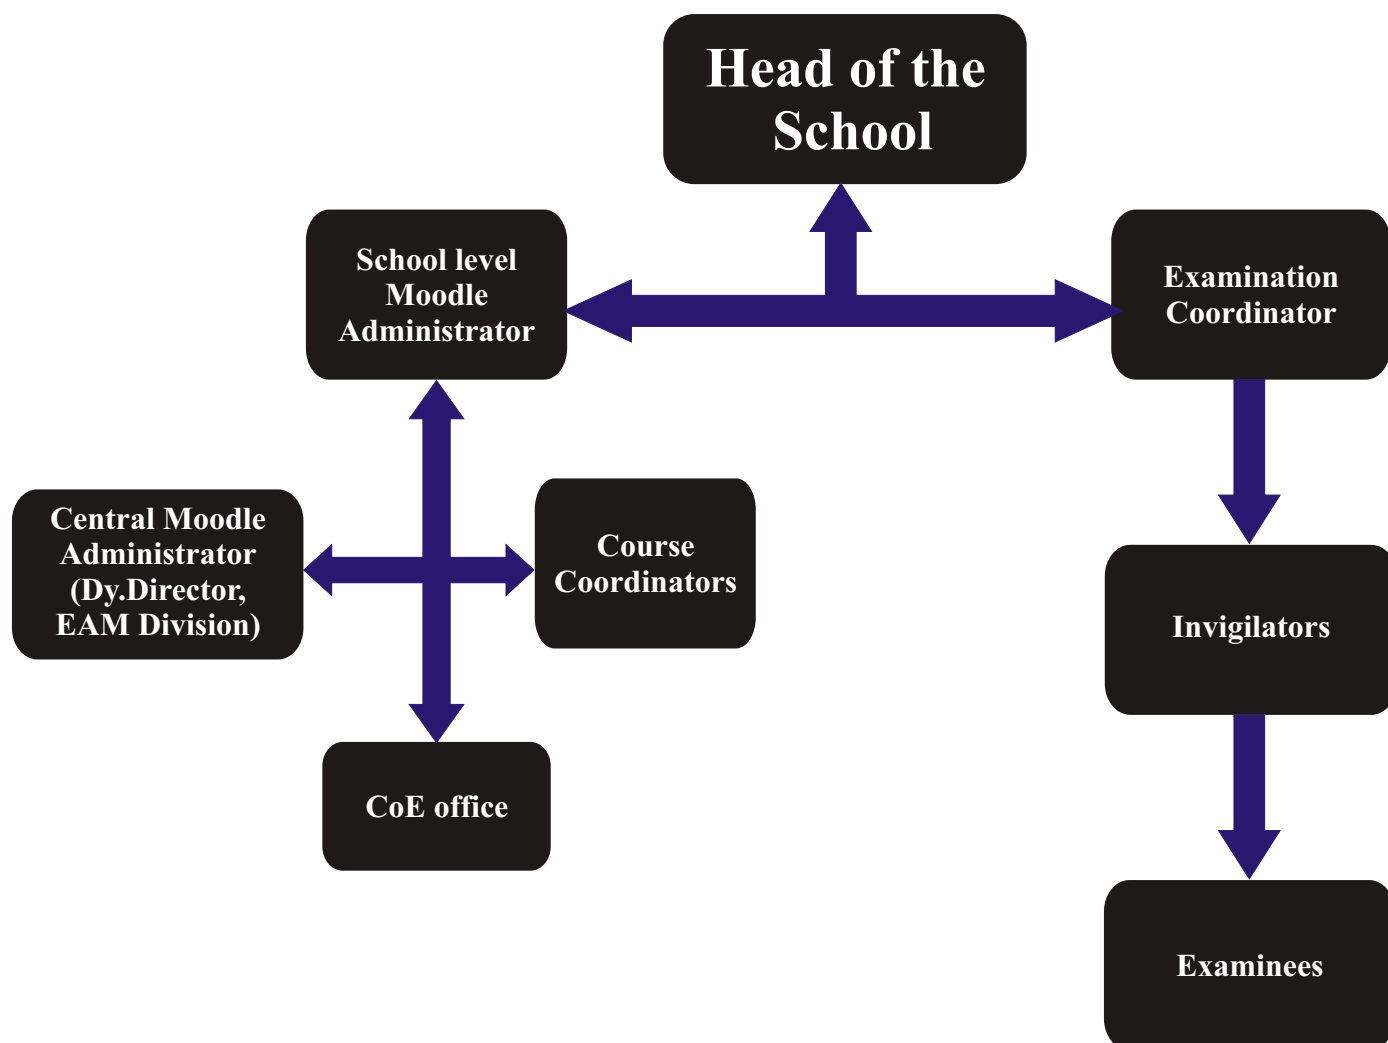 Head of the
School
School level
Moodle
Administrator
Examination
Coordinator
Central Moodle
Administrator
(Dy.Director,
EAM Division)
Course
Coordinators
Invigilators
CoE office
Examinees